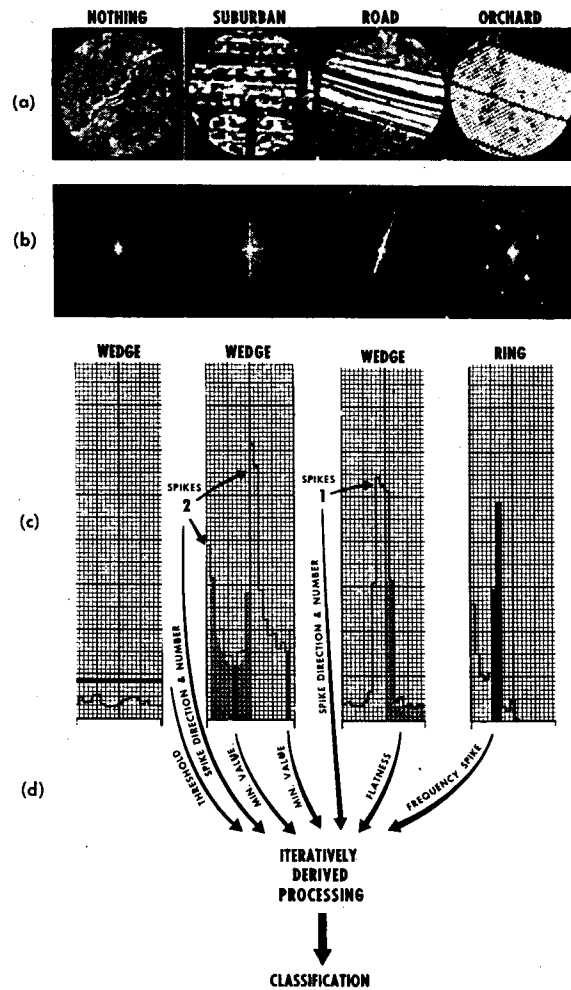 NOTHING SUBURBAN ROAD ORCHARD
(a)
(b)
WEDGE WEDGE WEDGE RING
SPIKES
2
SPIKES
1
(c)
THRESHOLD
SPIKE DIRECTION & NUMBER
MIN. VALUE
MIN. VALUE
SPIKE DIRECTION & NUMBER
FLATNESS
FREQUENCY SPIKE
(d)
ITERATIVELY
DERIVED
PROCESSING
CLASSIFICATION